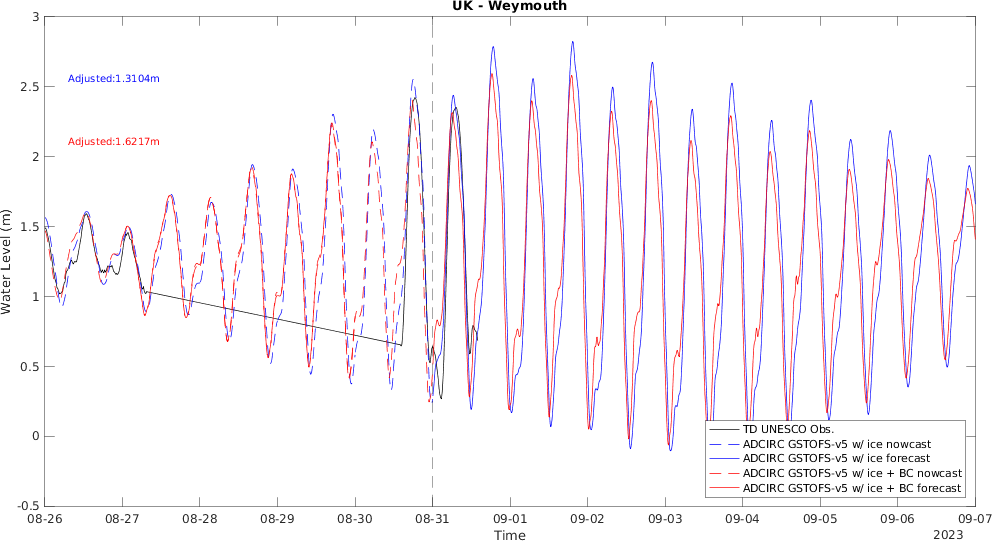 UK - Weymouth
3
2.5
2
1.5
1
0.5
0
-0.5
Water Level (m)
Adjusted:1.3104m
Adjusted:1.6217m
TD UNESCO Obs.
ADCIRC GSTOFS-v5 w/ ice nowcast
ADCIRC GSTOFS-v5 w/ ice forecast
ADCIRC GSTOFS-v5 w/ ice + BC nowcast
ADCIRC GSTOFS-v5 w/ ice + BC forecast
08-26 08-27 08-28 08-29 08-30 08-31 09-01 09-02 09-03 09-04 09-05 09-06 09-07
Time
2023